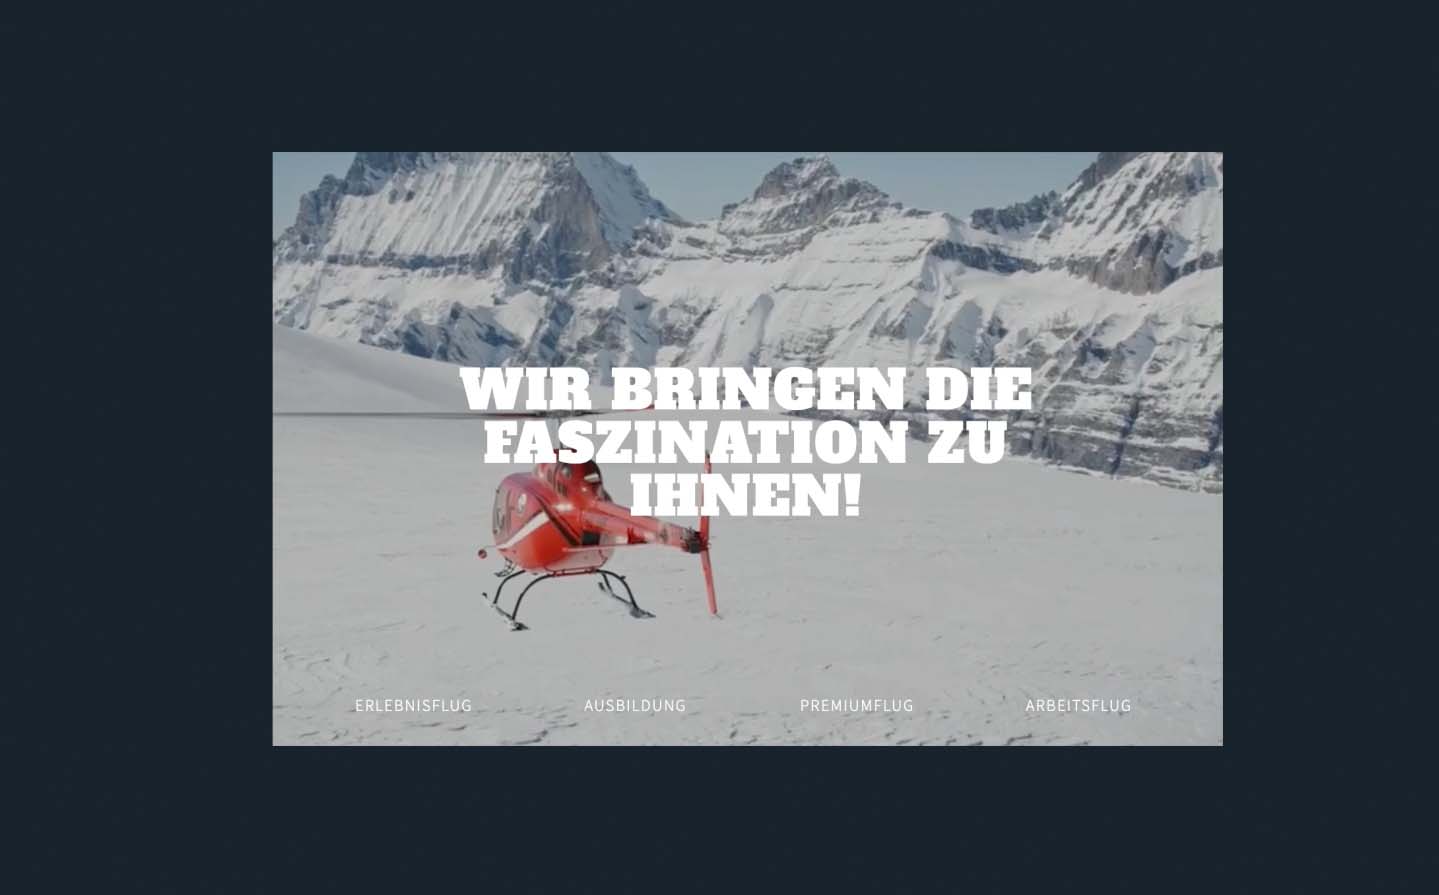 WIR BRINGEN DIE
FASZINATION ZU
IHNEN!
ERLEBNISFLUG
AUSBILDUNG
PREMIUMFLUG
ARBEITSFLUG